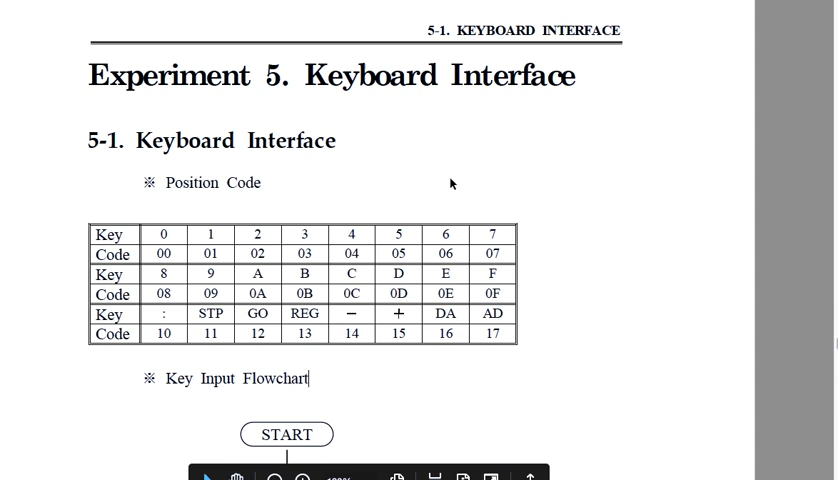 5-1. KEYBOARD INTERFACE
Experiment 5. Keyboard Interface
5-1. Keyboard Interface
※ Position Code
Key 0 1 2 3 4 5 6 7
Code 00 01 02 03 04 05 06 07
Key 8 9 A B C D E F
Code 08 09 0A 0B 0C 0D 0E 0F
Key : STP GO REG − + DA AD
Code 10 11 12 13 14 15 16 17
※ Key Input Flowchart
START